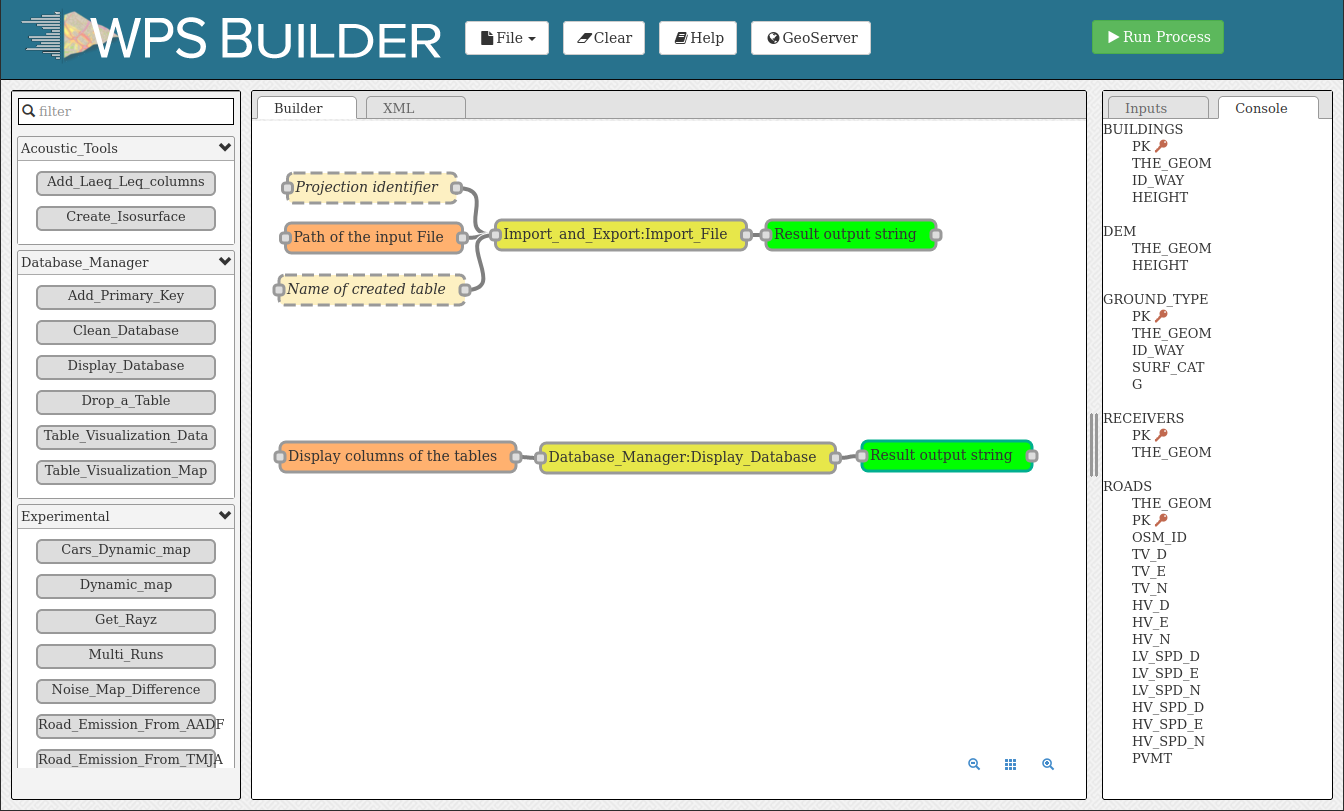 WPS BUILDER
File
Clear
Help
GeoServer
Run Process
filter
Acoustic_Tools
Add_Laeq_Leq_columns
Create_Isosurface
Database_Manager
Add_Primary_Key
Clean_Database
Display_Database
Drop_a_Table
Table_Visualization_Data
Table_Visualization_Map
Experimental
Cars_Dynamic_map
Dynamic_map
Get_Rayz
Multi_Runs
Noise_Map_Difference
Road_Emission_From_AADF
Road_Emission_From_TMJA
Builder
XML
Projection identifier
Path of the input File
Name of created table
Import_and_Export:Import_File
Result output string
Display columns of the tables
Database_Manager:Display_Database
Result output string
Inputs
Console
BUILDINGS
PK
THE_GEOM
ID_WAY
HEIGHT
DEM
THE_GEOM
HEIGHT
GROUND_TYPE
PK
THE_GEOM
ID_WAY
SURF_CAT
G
RECEIVERS
PK
THE_GEOM
ROADS
THE_GEOM
PK
OSM_ID
TV_D
TV_E
TV_N
HV_D
HV_E
HV_N
LV_SPD_D
LV_SPD_E
LV_SPD_N
HV_SPD_D
HV_SPD_E
HV_SPD_N
PVMT